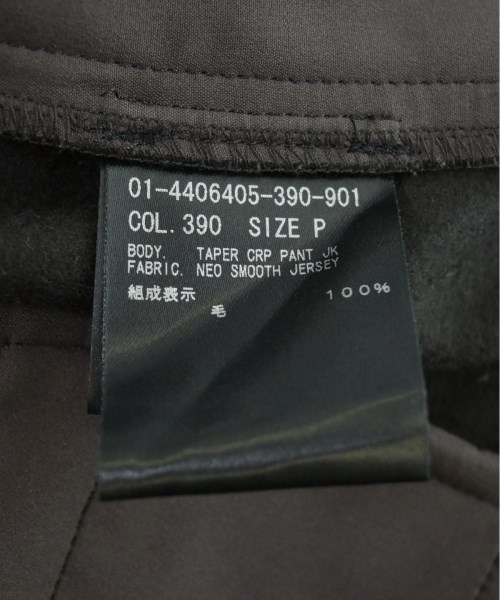 01-4406405-390-901
COL. 390 SIZE P
BODY. TAPER CRP PANT JK
FABRIC. NEO SMOOTH JERSEY
組成表示 100%
毛